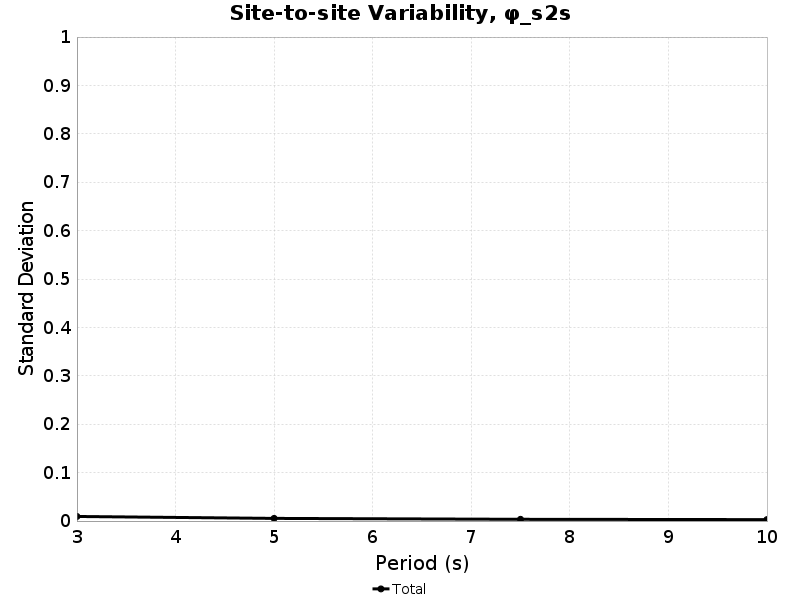 Site-to-site Variability, φ_s2s
1
0.9
0.8
0.7
0.6
0.5
0.4
0.3
0.2
0.1
0
Standard Deviation
3 4 5 6 7 8 9 10
Period (s)
Total